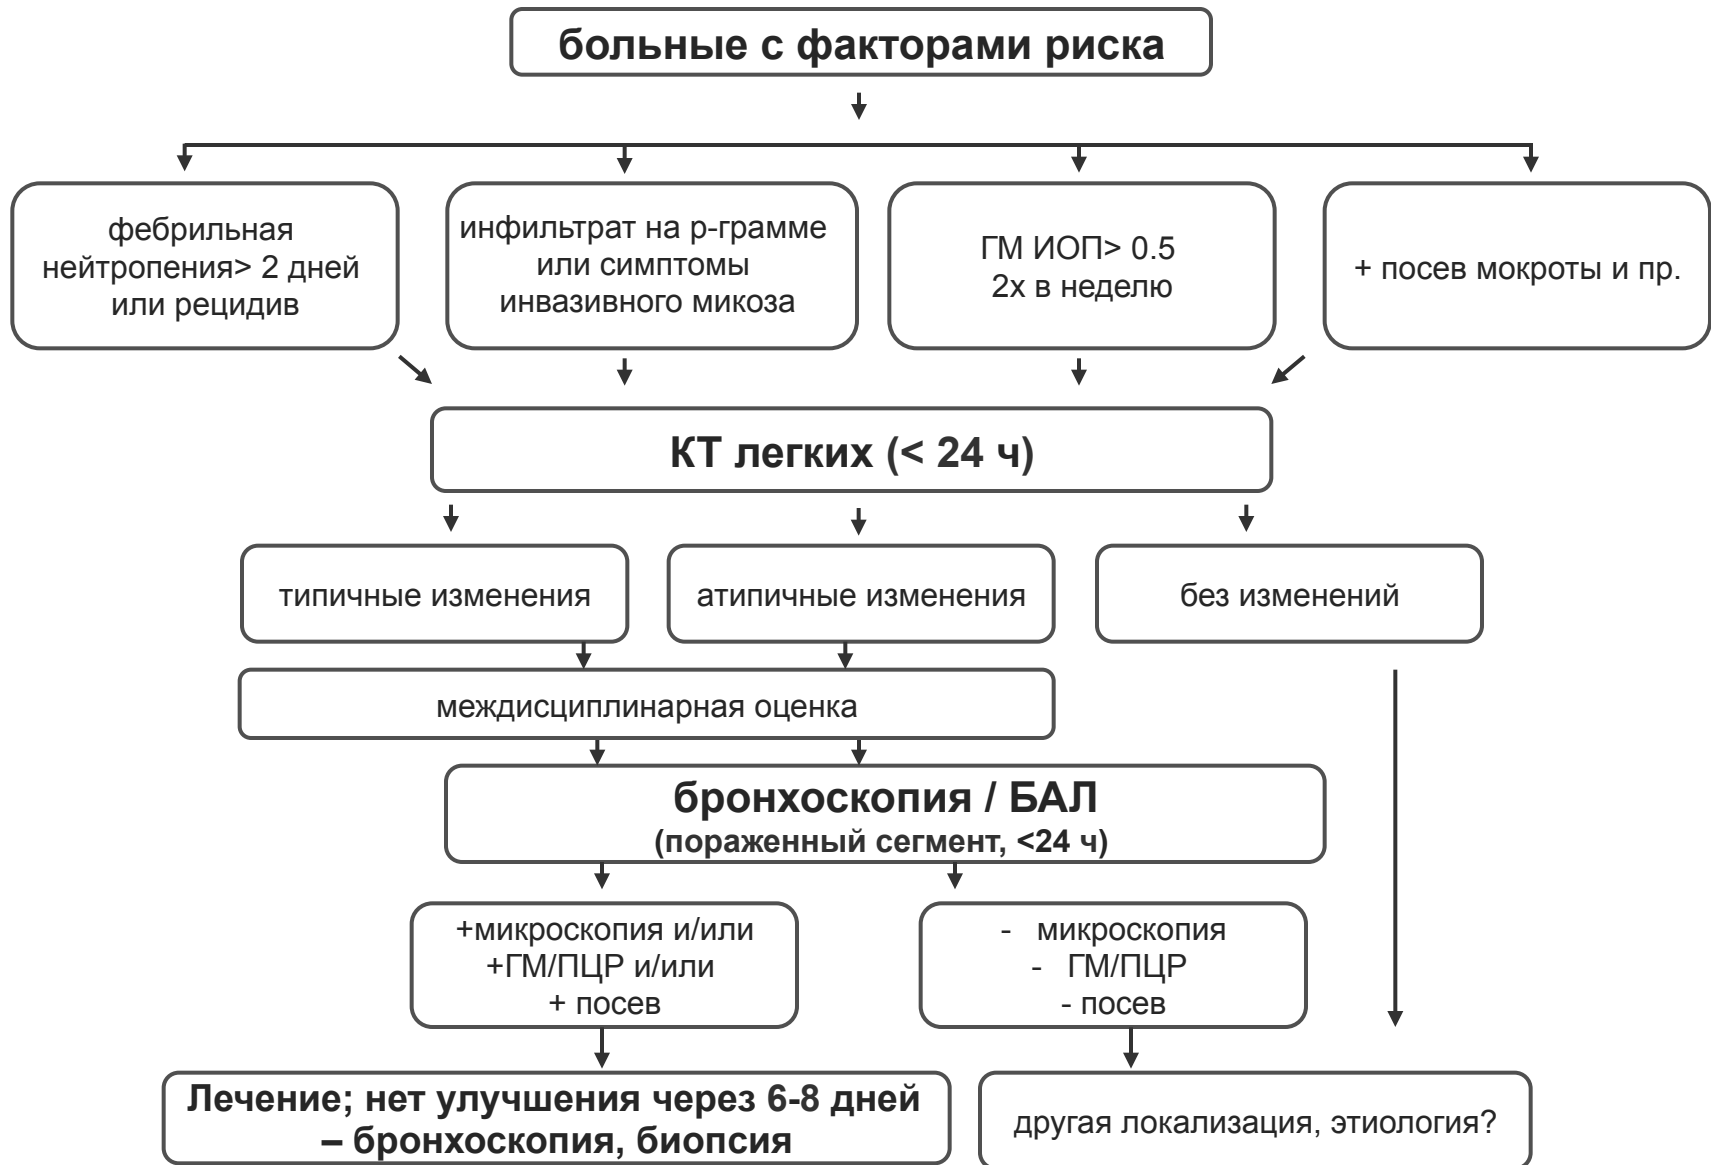 больные с факторами риска
фебрильная
нейтропения> 2 дней
или рецидив
инфильтрат на р-грамме
или симптомы
инвазивного микоза
ГМ ИОП> 0.5
2х в неделю
+ посев мокроты и пр.
КТ легких (< 24 ч)
типичные изменения
атипичные изменения
без изменений
междисциплинарная оценка
бронхоскопия / БАЛ
(пораженный сегмент, <24 ч)
+микроскопия и/или
+ГМ/ПЦР и/или
+ посев
- микроскопия
- ГМ/ПЦР
- посев
Лечение; нет улучшения через 6-8 дней
– бронхоскопия, биопсия
другая локализация, этиология?